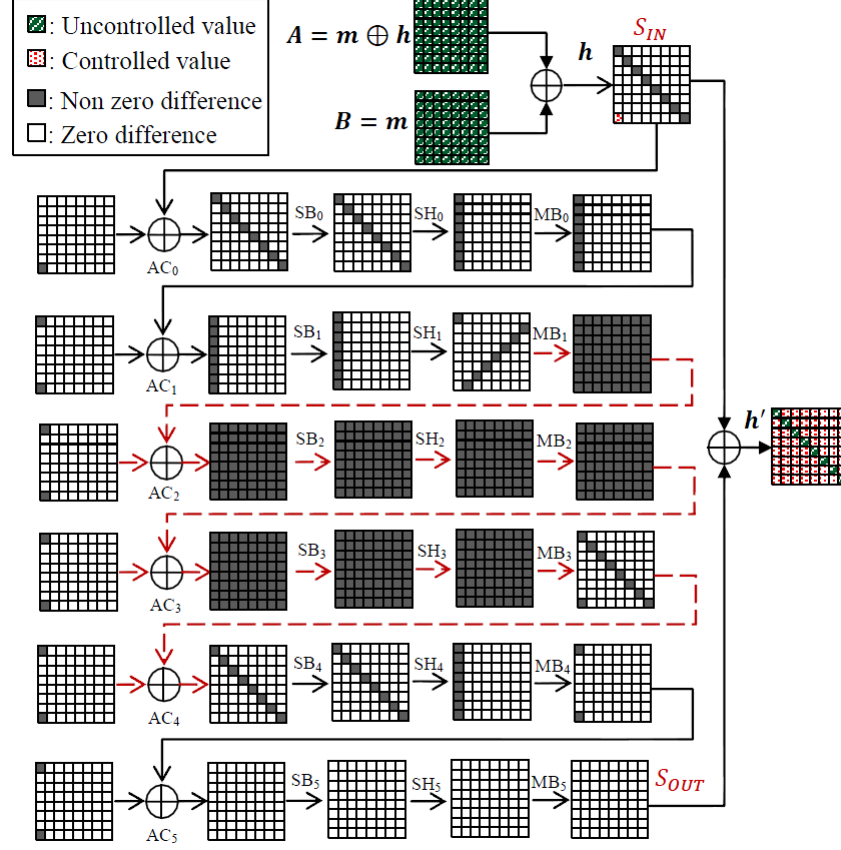 : Uncontrolled value
: Controlled value
: Non zero difference
: Zero difference
A = m ⊕ h
B = m
h
S_IN
AC₀
SB₀
SH₀
MB₀
AC₁
SB₁
SH₁
MB₁
AC₂
SB₂
SH₂
MB₂
h′
AC₃
SB₃
SH₃
MB₃
AC₄
SB₄
SH₄
MB₄
AC₅
SB₅
SH₅
MB₅
S_OUT